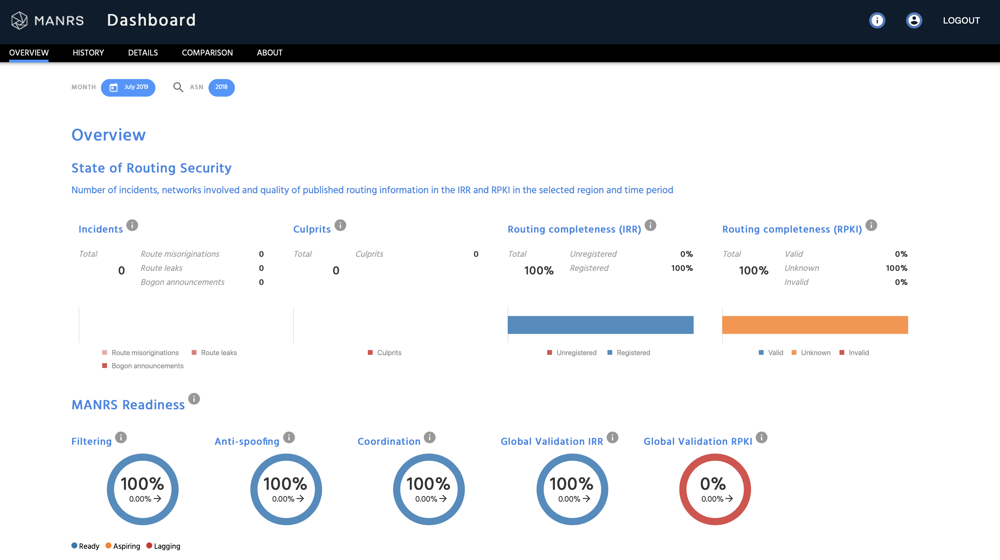 MANRS Dashboard LOGOUT
OVERVIEW HISTORY DETAILS COMPARISON ABOUT
MONTH July 2019 ASN 2018
Overview
State of Routing Security
Number of incidents, networks involved and quality of published routing information in the IRR and RPKI in the selected region and time period
Incidents
Total
0
Route misoriginations 0
Route leaks 0
Bogon announcements 0
Route misoriginations Route leaks
Bogon announcements
Culprits
Total
0
Culprits 0
Culprits
Routing completeness (IRR)
Total
100%
Unregistered 0%
Registered 100%
Unregistered Registered
Routing completeness (RPKI)
Total
100%
Valid 0%
Unknown 100%
Invalid 0%
Valid Unknown Invalid
MANRS Readiness
Filtering
100%
0.00% →
Anti-spoofing
100%
0.00% →
Coordination
100%
0.00% →
Global Validation IRR
100%
0.00% →
Global Validation RPKI
0%
0.00% →
Ready Aspiring Lagging